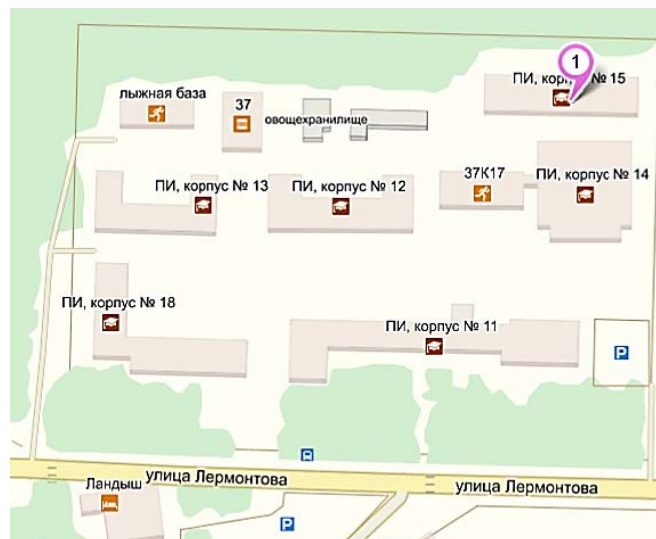 1
ПИ, корпус № 15
лыжная база
37
овощехранилище
37К17
ПИ, корпус № 14
ПИ, корпус № 13
ПИ, корпус № 12
ПИ, корпус № 18
ПИ, корпус № 11
P
улица Лермонтова
Ландыш
улица Лермонтова
P